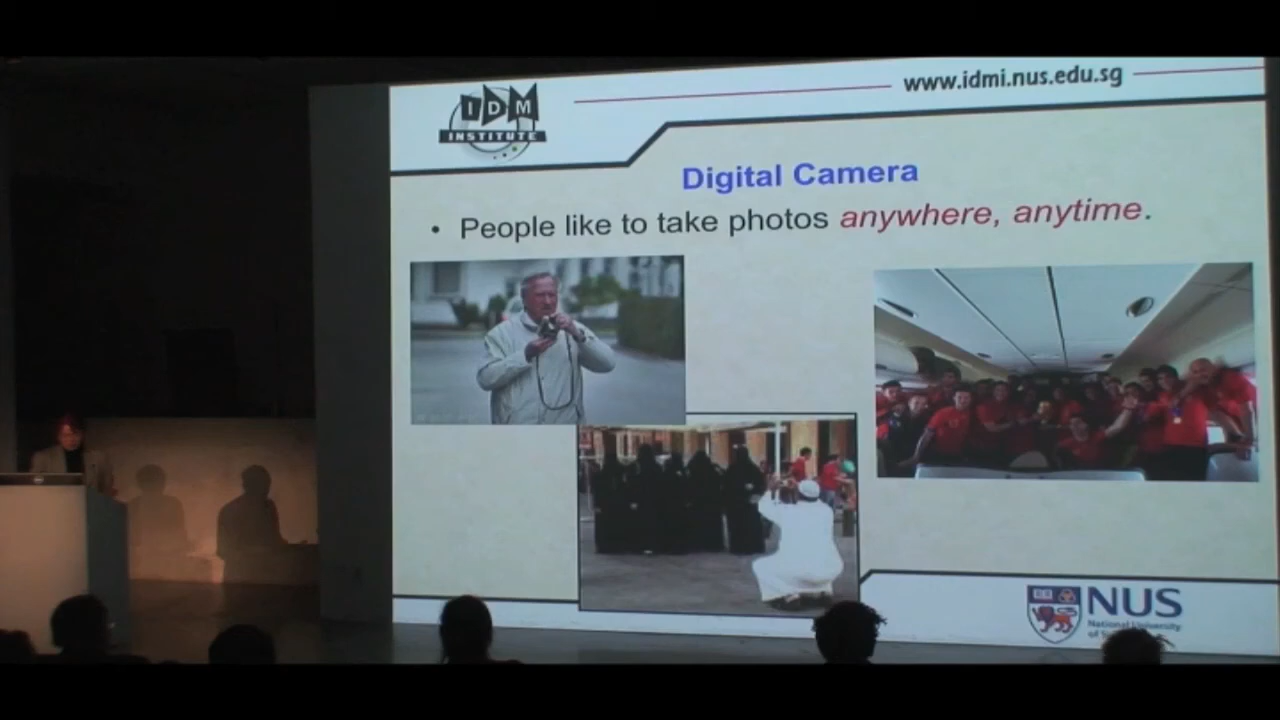 IDM
INSTITUTE
www.idmi.nus.edu.sg
Digital Camera
• People like to take photos anywhere, anytime.
NUS
National University
of